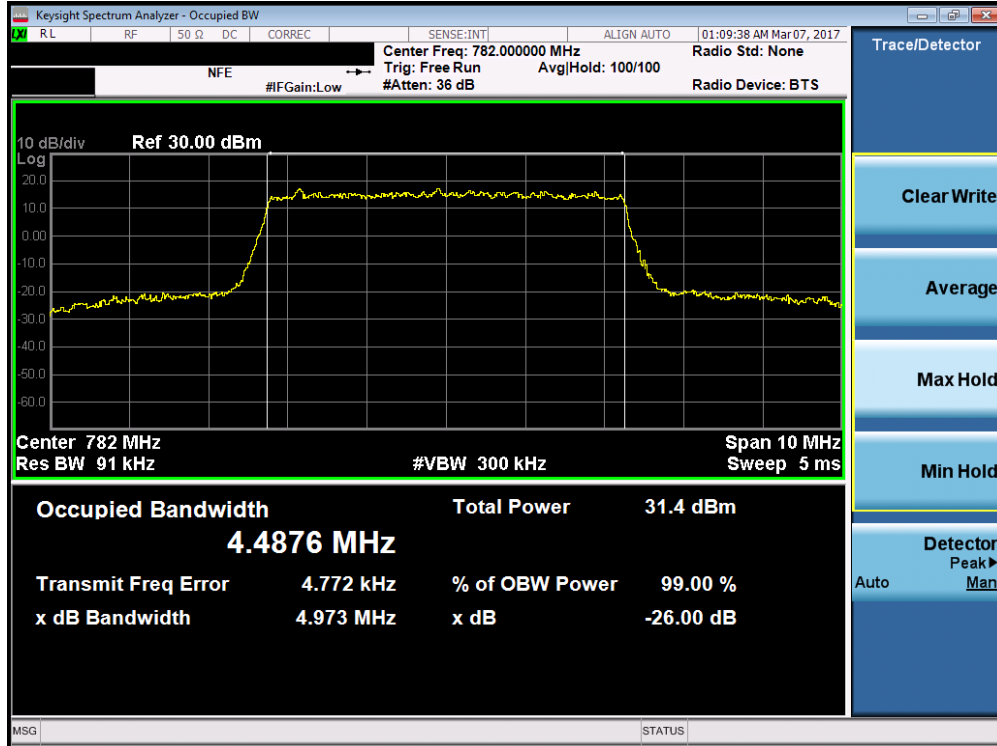 Keysight Spectrum Analyzer - Occupied BW
LXI RL RF 50 Ω DC CORREC SENSE:INT ALIGN AUTO 01:09:38 AM Mar 07, 2017
Center Freq: 782.000000 MHz Radio Std: None
NFE Trig: Free Run Avg|Hold: 100/100
#IFGain:Low #Atten: 36 dB Radio Device: BTS
Trace/Detector
10 dB/div Ref 30.00 dBm
Log
20.0
10.0
0.00
-10.0
-20.0
-30.0
-40.0
-50.0
-60.0
Center 782 MHz Span 10 MHz
Res BW 91 kHz #VBW 300 kHz Sweep 5 ms
Occupied Bandwidth Total Power 31.4 dBm
4.4876 MHz
Transmit Freq Error 4.772 kHz % of OBW Power 99.00 %
x dB Bandwidth 4.973 MHz x dB -26.00 dB
Clear Write
Average
Max Hold
Min Hold
Detector
Peak▶
Auto Man
MSG STATUS